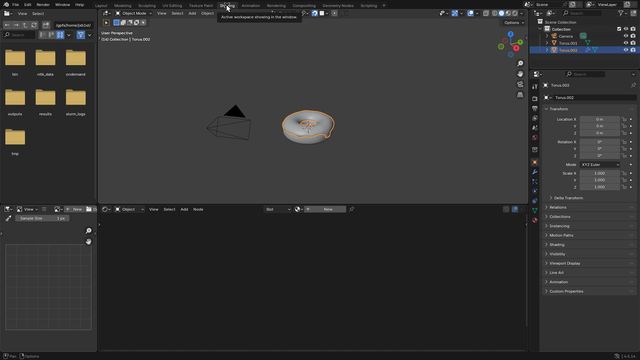 File Edit Render Window Help Layout Modeling Sculpting UV Editing Texture Paint Shading Animation Rendering Compositing Geometry Nodes Scripting Scene ViewLayer
Active workspace showing in the window.
View Select Object Mode View Select Add Object
Options
User Perspective
Scene Collection
Collection
Camera
Torus.001
Torus.002
bin
nltk_data
ondemand
outputs
results
tmp
Torus.002
Torus.002
Transform
Location X 0 m
Y 0 m
Z 0 m
Rotation X 0°
Y 0°
Z 0°
Mode XYZ Euler
Scale X 1.000
Y 1.000
Z 1.000
Delta Transform
Relations
Collections
Instancing
Motion Paths
Shading
Visibility
Viewport Display
Line Art
Animation
Custom Properties
View New Object View Select Add Node Slot New
Sample Size 1 px
Pan Options